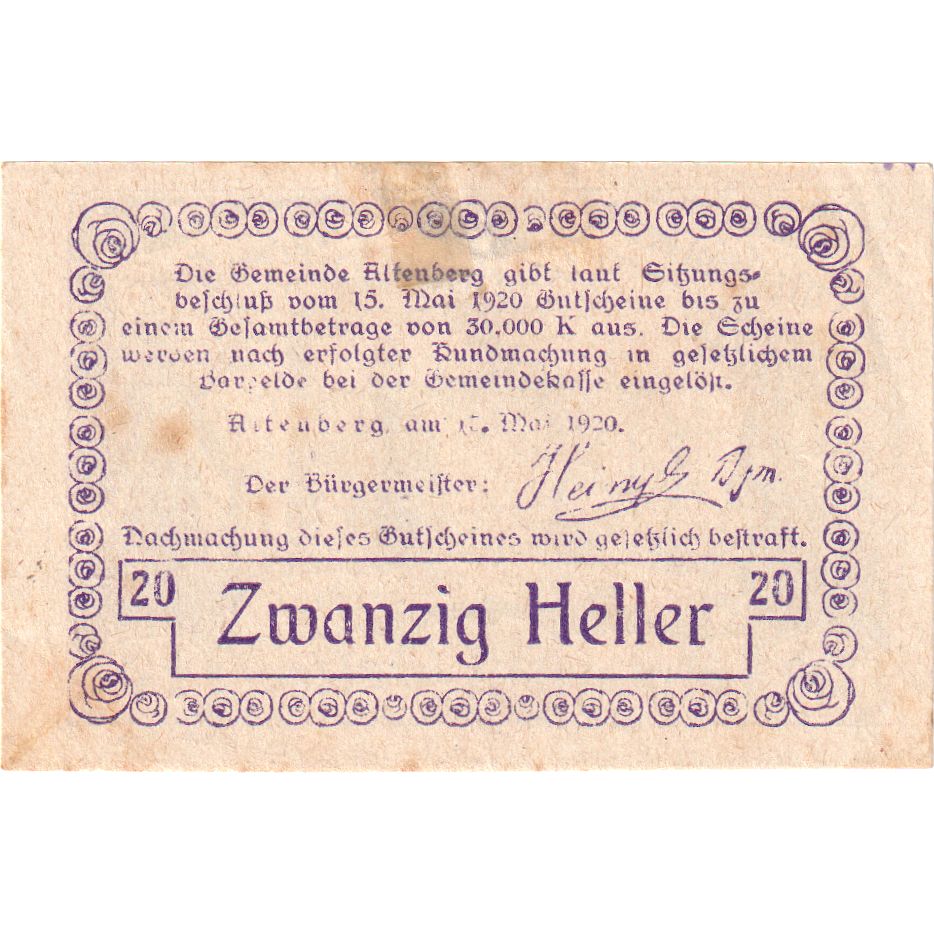 Die Gemeinde Altenberg gibt laut Sitzungs-
beschluß vom 15. Mai 1920 Gutscheine bis zu
einem Gesamtbetrage von 30.000 K aus. Die Scheine
werden nach erfolgter Kundmachung in gesetzlichem
Bargelde bei der Gemeindekasse eingelöst.
Altenberg, am 15. Mai 1920.
Der Bürgermeister:
Nachmachung dieses Gutscheines wird gesetzlich bestraft.
20 Zwanzig Heller 20